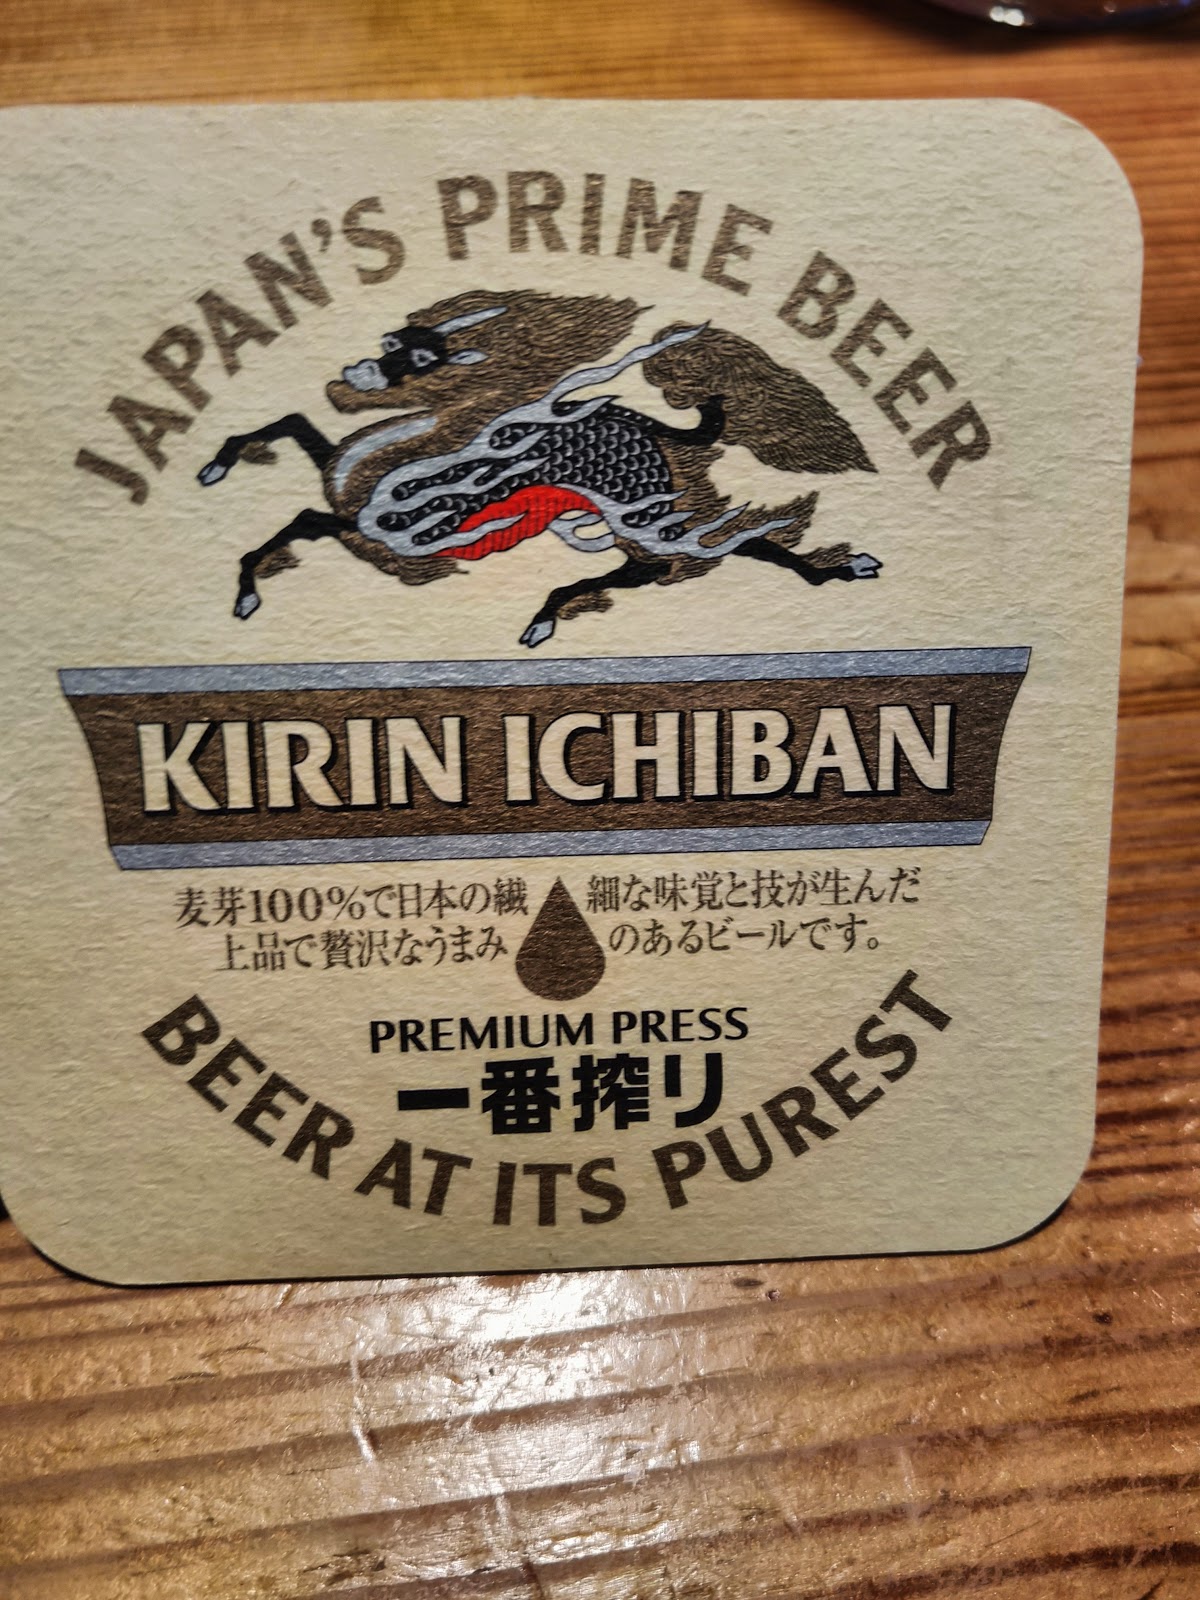 JAPAN'S PRIME BEER
KIRIN ICHIBAN
麦芽100%で日本の繊細な味覚と技が生んだ
上品で贅沢なうまみのあるビールです。
PREMIUM PRESS
一番搾り
BEER AT ITS PUREST